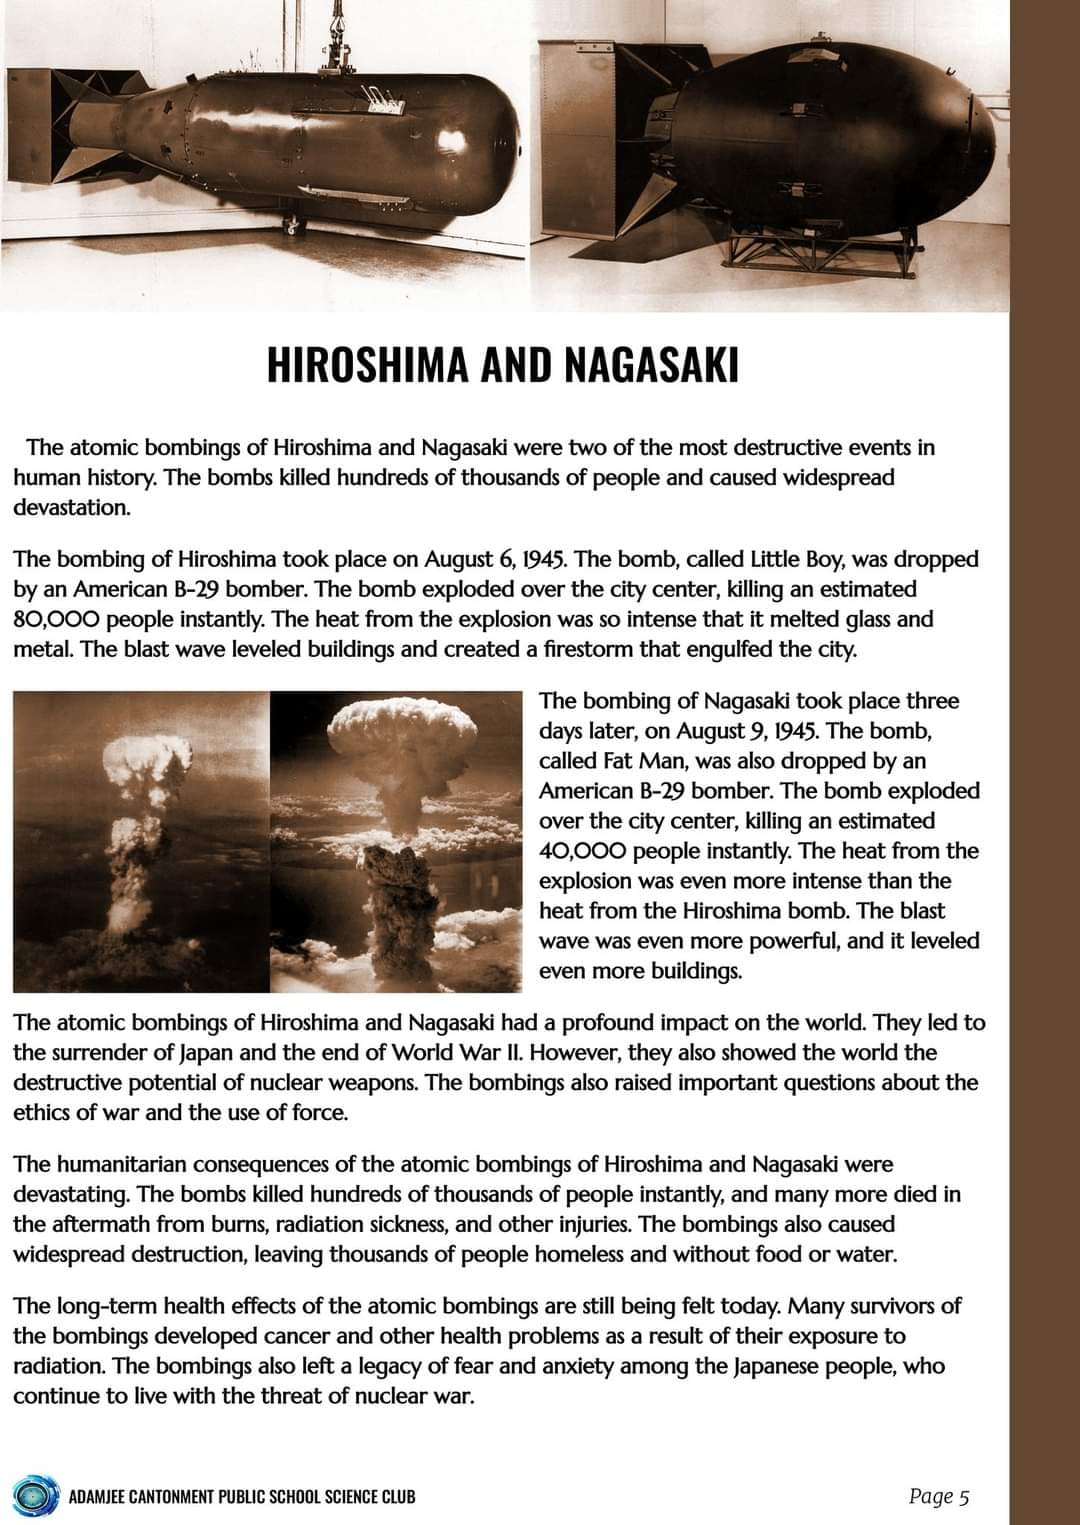 HIROSHIMA AND NAGASAKI
The atomic bombings of Hiroshima and Nagasaki were two of the most destructive events in
human history. The bombs killed hundreds of thousands of people and caused widespread
devastation.
The bombing of Hiroshima took place on August 6, 1945. The bomb, called Little Boy, was dropped
by an American B-29 bomber. The bomb exploded over the city center, killing an estimated
80,000 people instantly. The heat from the explosion was so intense that it melted glass and
metal. The blast wave leveled buildings and created a firestorm that engulfed the city.
The bombing of Nagasaki took place three
days later, on August 9, 1945. The bomb,
called Fat Man, was also dropped by an
American B-29 bomber. The bomb exploded
over the city center, killing an estimated
40,000 people instantly. The heat from the
explosion was even more intense than the
heat from the Hiroshima bomb. The blast
wave was even more powerful, and it leveled
even more buildings.
The atomic bombings of Hiroshima and Nagasaki had a profound impact on the world. They led to
the surrender of Japan and the end of World War II. However, they also showed the world the
destructive potential of nuclear weapons. The bombings also raised important questions about the
ethics of war and the use of force.
The humanitarian consequences of the atomic bombings of Hiroshima and Nagasaki were
devastating. The bombs killed hundreds of thousands of people instantly, and many more died in
the aftermath from burns, radiation sickness, and other injuries. The bombings also caused
widespread destruction, leaving thousands of people homeless and without food or water.
The long-term health effects of the atomic bombings are still being felt today. Many survivors of
the bombings developed cancer and other health problems as a result of their exposure to
radiation. The bombings also left a legacy of fear and anxiety among the Japanese people, who
continue to live with the threat of nuclear war.
ADAMJEE CANTONMENT PUBLIC SCHOOL SCIENCE CLUB
Page 5